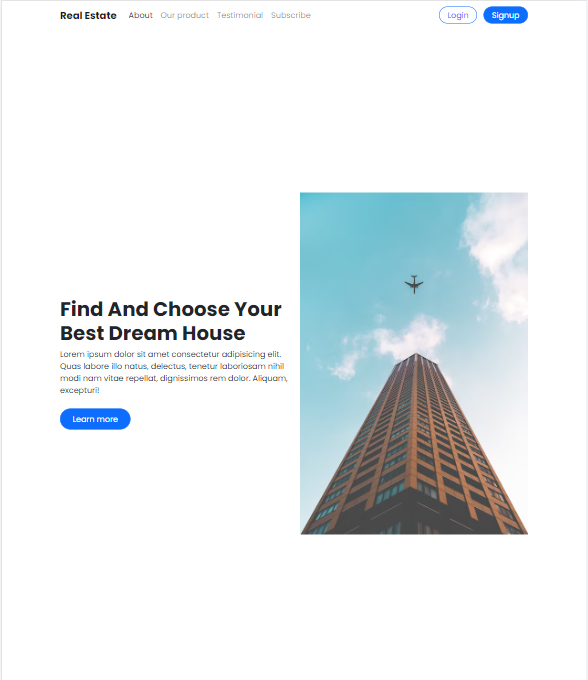 Real Estate About Our product Testimonial Subscribe Login Signup
Find And Choose Your
Best Dream House
Lorem ipsum dolor sit amet consectetur adipisicing elit.
Quas labore illo natus, delectus, tenetur laboriosam nihil
modi nam vitae repellat, dignissimos rem dolor. Aliquam,
excepturi!
Learn more